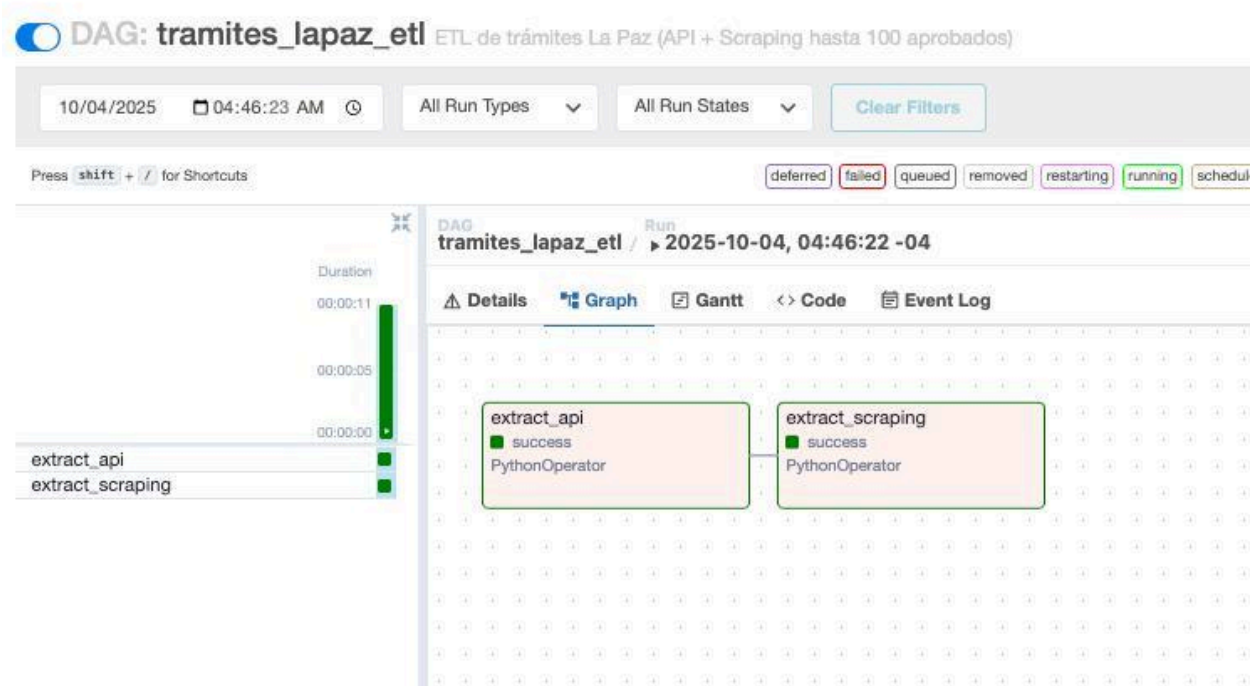 DAG: tramites_lapaz_etl ETL de trámites La Paz (API + Scraping hasta 100 aprobados)
10/04/2025 04:46:23 AM All Run Types All Run States Clear Filters
Press shift + / for Shortcuts deferred failed queued removed restarting running schedul
DAG Run
tramites_lapaz_etl / 2025-10-04, 04:46:22 -04
Duration
00:00:11
00:00:05
00:00:00
extract_api
extract_scraping
Details Graph Gantt <> Code Event Log
extract_api
success
PythonOperator
extract_scraping
success
PythonOperator